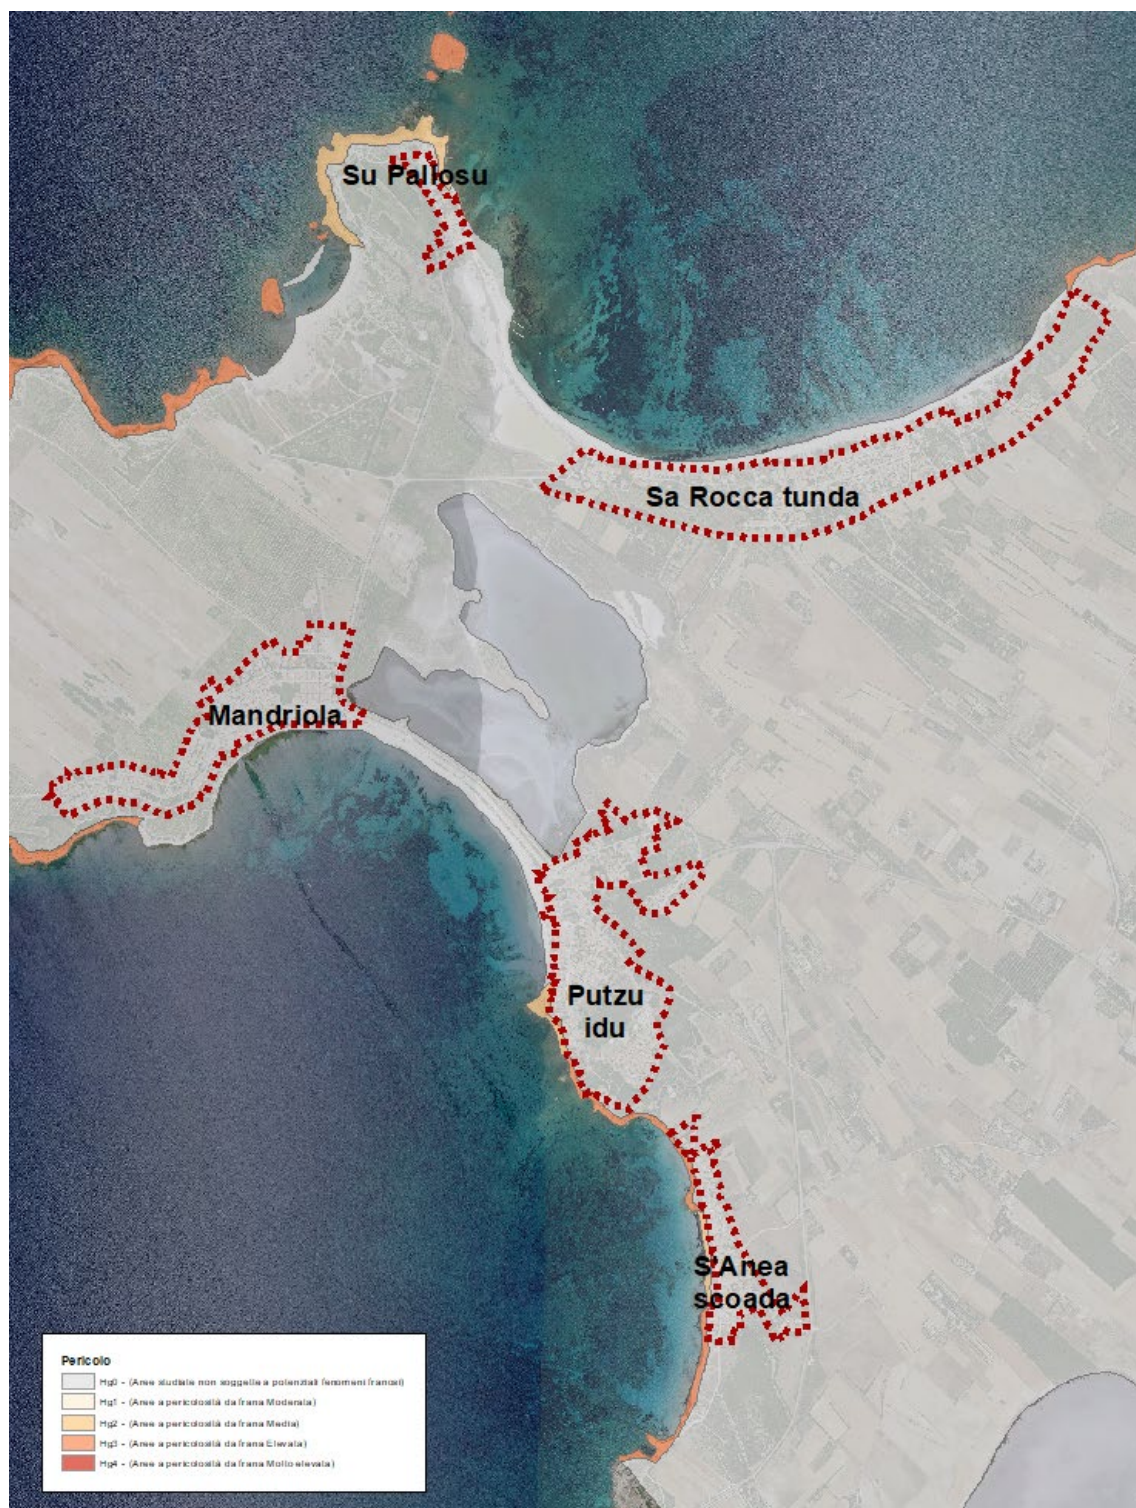 Su Pallosu
Sa Rocca tunda
Mandriola
Putzu
idu
S'Anea
scoada
Pericolo
Hg0 - (Aree studiate non soggette a potenziali fenomeni franosi)
Hg1 - (Aree a pericolosità da frana Moderata)
Hg2 - (Aree a pericolosità da frana Media)
Hg3 - (Aree a pericolosità da frana Elevata)
Hg4 - (Aree a pericolosità da frana Molto elevata)